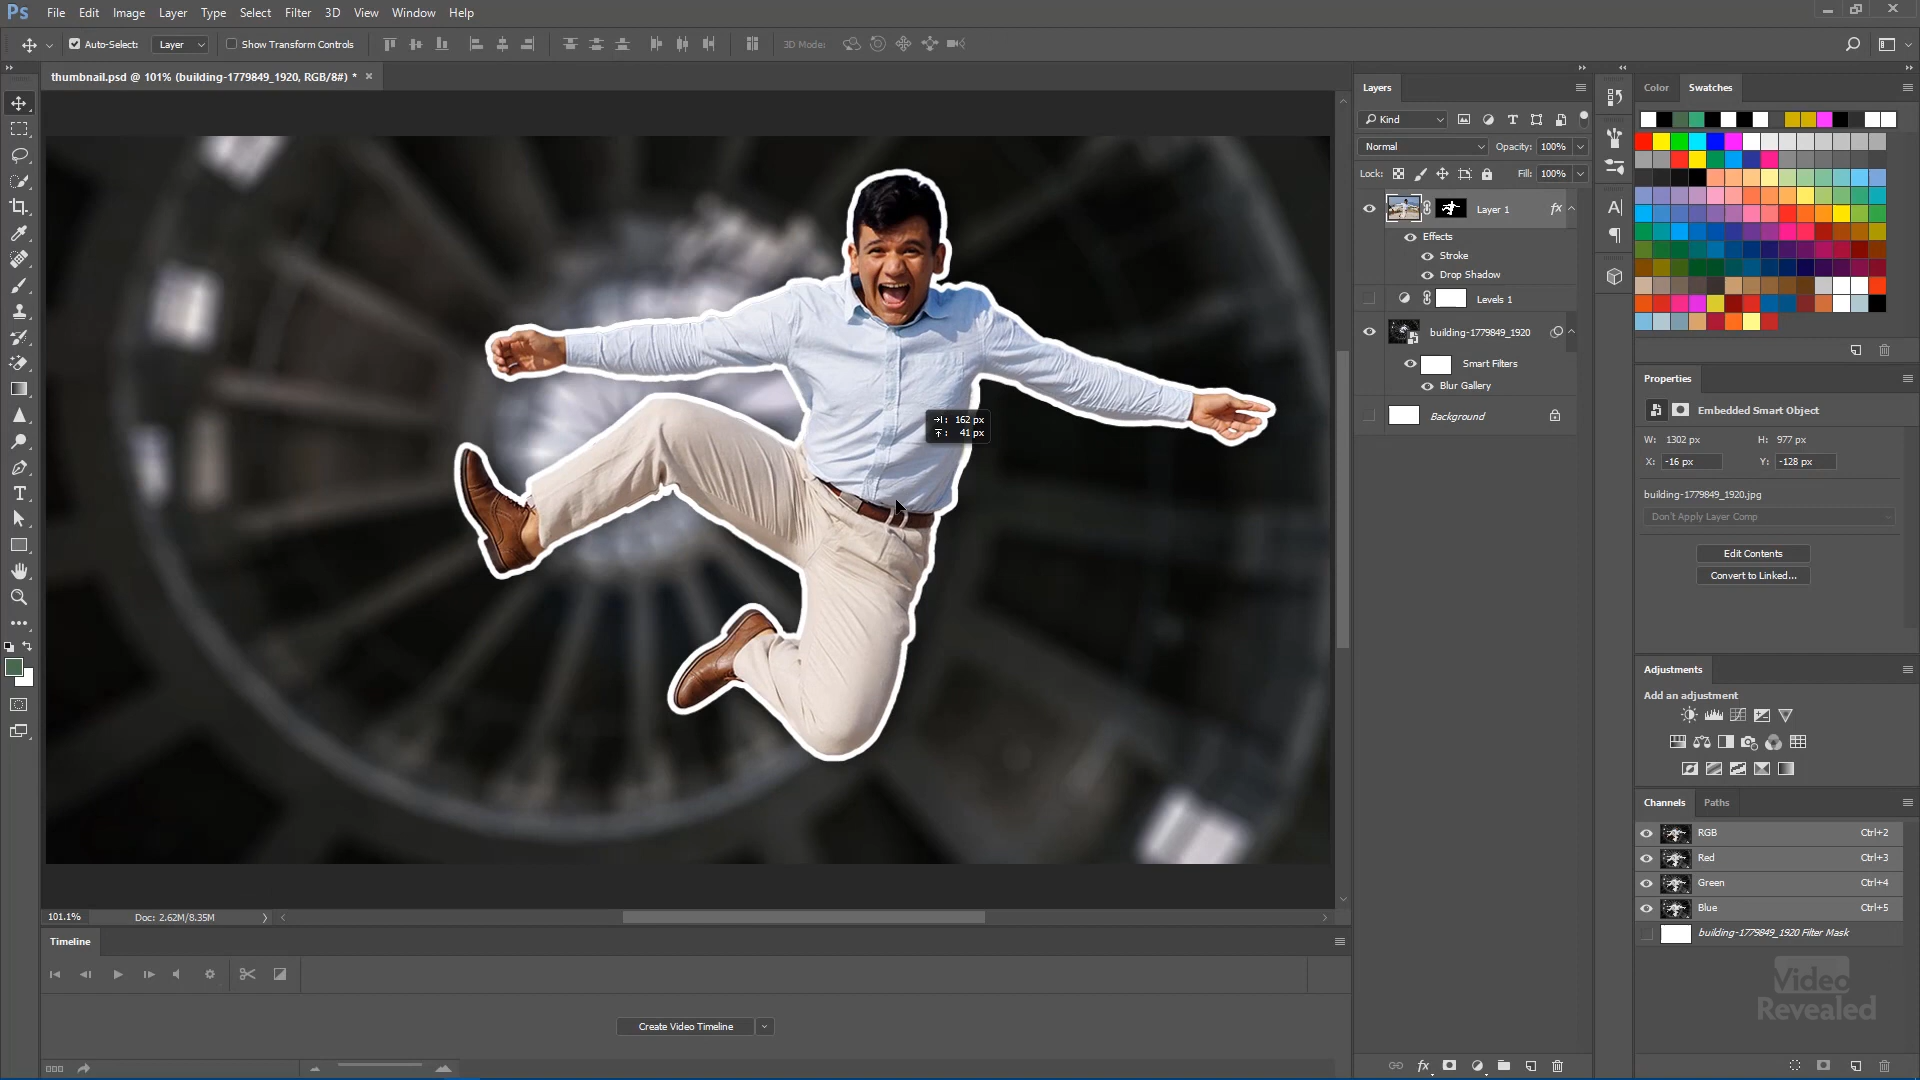 Ps File Edit Image Layer Type Select Filter 3D View Window Help
Auto-Select: Layer Show Transform Controls 3D Mode:
thumbnail.psd @ 101% (building-1779849_1920, RGB/8#) * ×
Layers
Kind
Normal Opacity: 100%
Lock: Fill: 100%
Layer 1 fx
Effects
Stroke
Drop Shadow
Levels 1
building-1779849_1920
Smart Filters
Blur Gallery
Background
Color Swatches
Properties
Embedded Smart Object
W: 1302 px H: 977 px
X: -16 px Y: -128 px
building-1779849_1920.jpg
Don't Apply Layer Comp
Edit Contents
Convert to Linked...
Adjustments
Add an adjustment
Channels Paths
RGB Ctrl+2
Red Ctrl+3
Green Ctrl+4
Blue Ctrl+5
building-1779849_1920 Filter Mask
Video
Revealed
162 px
41 px
101.1% Doc: 2.62M/8.35M
Timeline
Create Video Timeline
fx